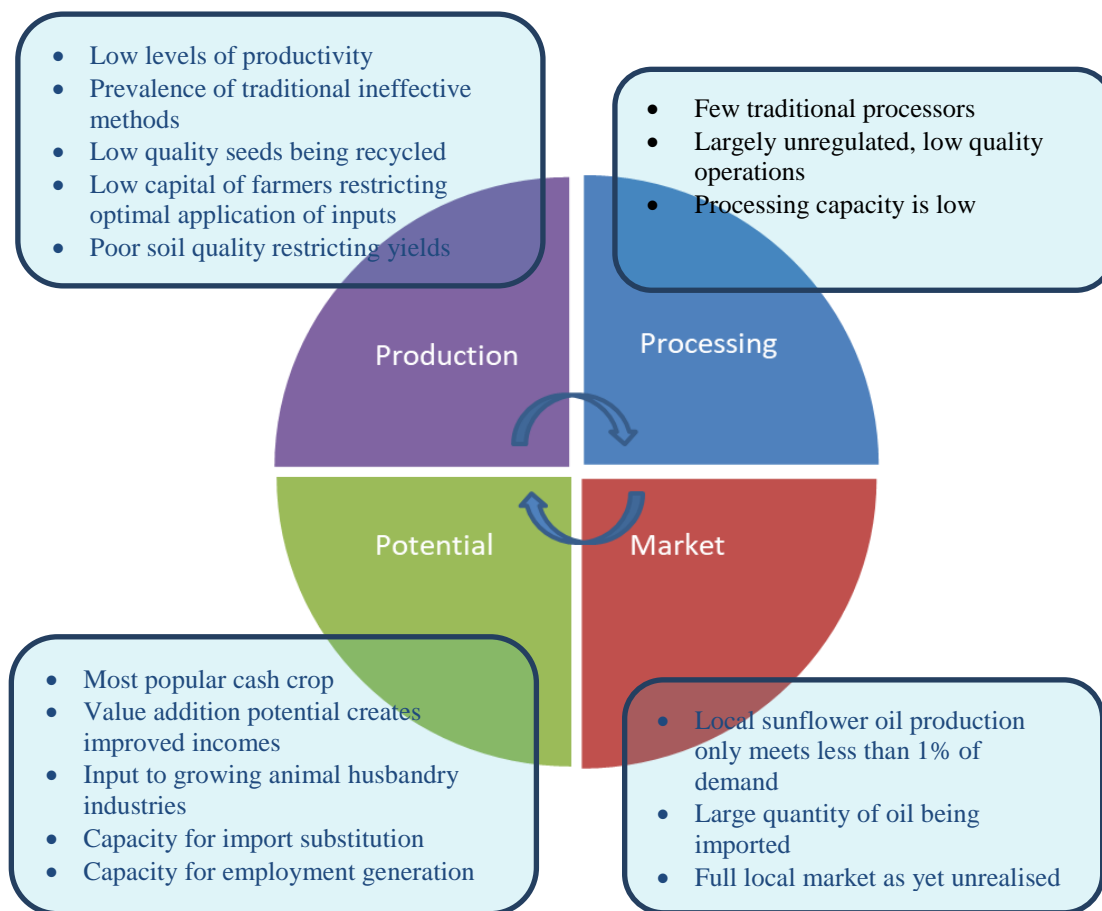 • Low levels of productivity
• Prevalence of traditional ineffective
methods
• Low quality seeds being recycled
• Low capital of farmers restricting
optimal application of inputs
• Poor soil quality restricting yields
• Few traditional processors
• Largely unregulated, low quality
operations
• Processing capacity is low
Production
Processing
Potential
Market
• Most popular cash crop
• Value addition potential creates
improved incomes
• Input to growing animal husbandry
industries
• Capacity for import substitution
• Capacity for employment generation
• Local sunflower oil production
only meets less than 1% of
demand
• Large quantity of oil being
imported
• Full local market as yet unrealised